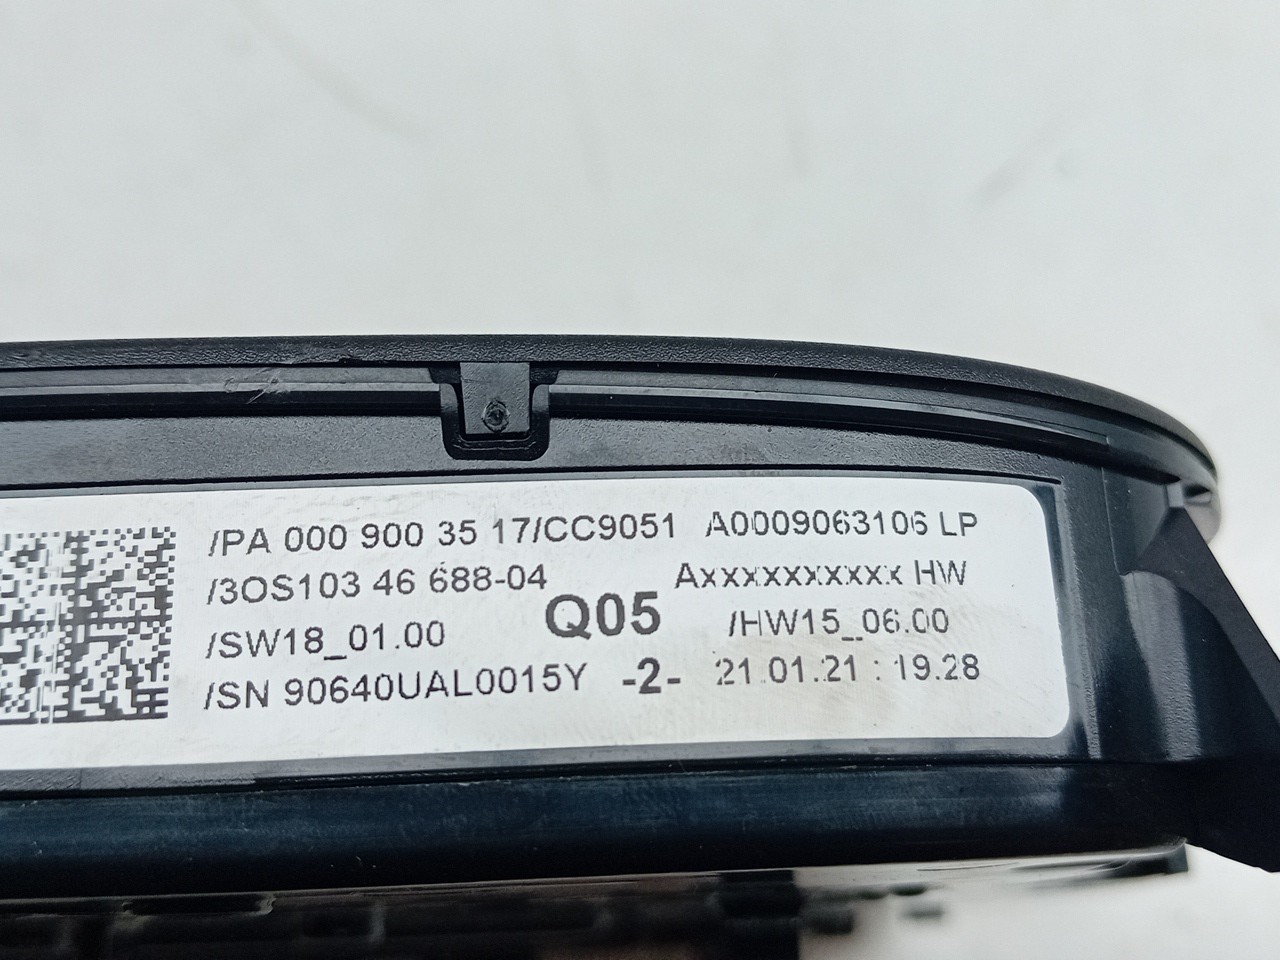 /PA 000 900 35 17/CC9051 A0009063106 LP
/3OS103 46 688-04 Axxxxxxxxxx HW
/SW18_01.00 Q05 /HW15_06.00
/SN 90640UAL0015Y -2- 21.01.21 : 19.28